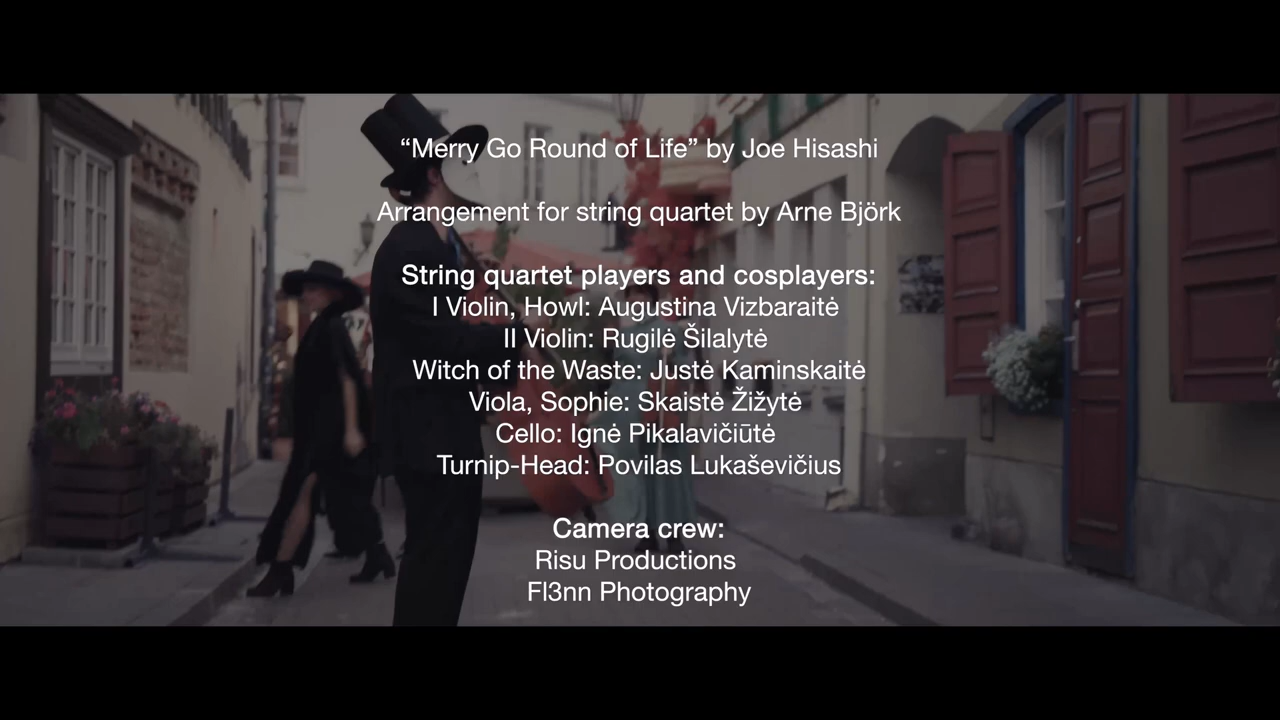 “Merry Go Round of Life” by Joe Hisashi
Arrangement for string quartet by Arne Björk
String quartet players and cosplayers:
I Violin, Howl: Augustina Vizbaraitė
II Violin: Rugilė Šilalytė
Witch of the Waste: Justė Kaminskaitė
Viola, Sophie: Skaistė Žižytė
Cello: Ignė Pikalavičiūtė
Turnip-Head: Povilas Lukaševičius
Camera crew:
Risu Productions
Fl3nn Photography